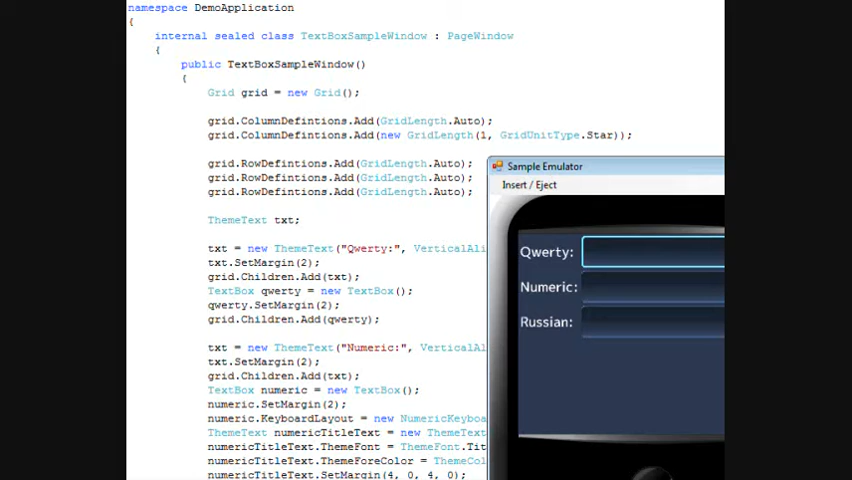 namespace DemoApplication
{
internal sealed class TextBoxSampleWindow : PageWindow
{
public TextBoxSampleWindow()
{
Grid grid = new Grid();
grid.ColumnDefintions.Add(GridLength.Auto);
grid.ColumnDefintions.Add(new GridLength(1, GridUnitType.Star));
grid.RowDefintions.Add(GridLength.Auto);
grid.RowDefintions.Add(GridLength.Auto);
grid.RowDefintions.Add(GridLength.Auto);
ThemeText txt;
txt = new ThemeText("Qwerty:", VerticalAli
txt.SetMargin(2);
grid.Children.Add(txt);
TextBox qwerty = new TextBox();
qwerty.SetMargin(2);
grid.Children.Add(qwerty);
txt = new ThemeText("Numeric:", VerticalA
txt.SetMargin(2);
grid.Children.Add(txt);
TextBox numeric = new TextBox();
numeric.SetMargin(2);
numeric.KeyboardLayout = new NumericKeyboa
ThemeText numericTitleText = new ThemeText
numericTitleText.ThemeFont = ThemeFont.Tit
numericTitleText.ThemeForeColor = ThemeCol
numericTitleText.SetMargin(4, 0, 4, 0);
Sample Emulator
Insert / Eject
Qwerty:
Numeric:
Russian: